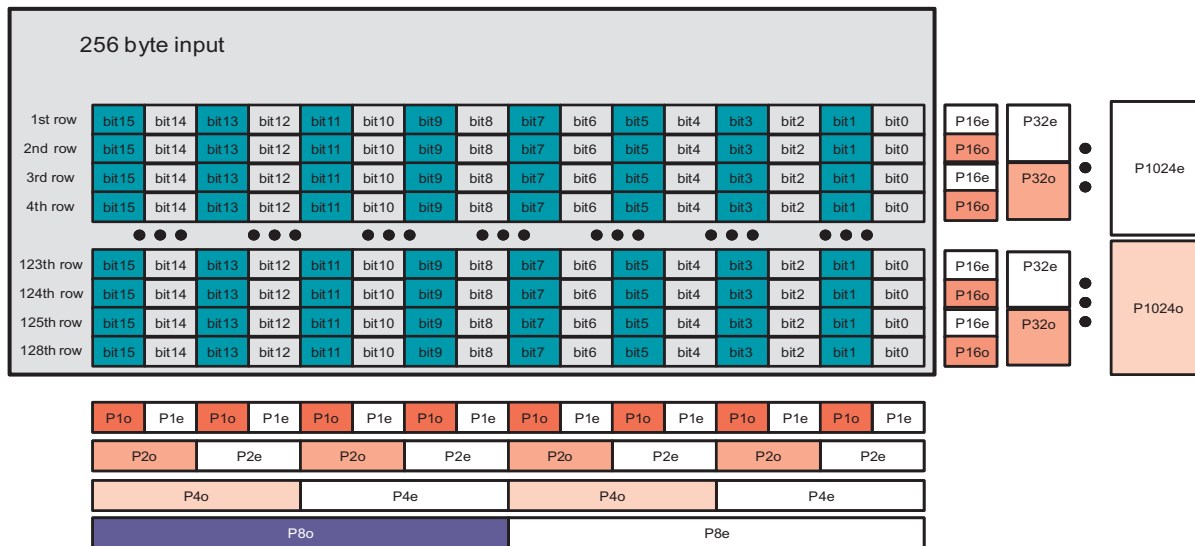 256 byte input
1st row bit15 bit14 bit13 bit12 bit11 bit10 bit9 bit8 bit7 bit6 bit5 bit4 bit3 bit2 bit1 bit0 P16e P32e
2nd row bit15 bit14 bit13 bit12 bit11 bit10 bit9 bit8 bit7 bit6 bit5 bit4 bit3 bit2 bit1 bit0 P16o
P1024e
3rd row bit15 bit14 bit13 bit12 bit11 bit10 bit9 bit8 bit7 bit6 bit5 bit4 bit3 bit2 bit1 bit0 P16e P32o
4th row bit15 bit14 bit13 bit12 bit11 bit10 bit9 bit8 bit7 bit6 bit5 bit4 bit3 bit2 bit1 bit0 P16o
123th row bit15 bit14 bit13 bit12 bit11 bit10 bit9 bit8 bit7 bit6 bit5 bit4 bit3 bit2 bit1 bit0 P16e P32e
124th row bit15 bit14 bit13 bit12 bit11 bit10 bit9 bit8 bit7 bit6 bit5 bit4 bit3 bit2 bit1 bit0 P16o
P1024o
125th row bit15 bit14 bit13 bit12 bit11 bit10 bit9 bit8 bit7 bit6 bit5 bit4 bit3 bit2 bit1 bit0 P16e P32o
128th row bit15 bit14 bit13 bit12 bit11 bit10 bit9 bit8 bit7 bit6 bit5 bit4 bit3 bit2 bit1 bit0 P16o
P1o P1e P1o P1e P1o P1e P1o P1e P1o P1e P1o P1e P1o P1e P1o P1e
P2o P2e P2o P2e P2o P2e P2o P2e
P4o P4e P4o P4e
P8o P8e